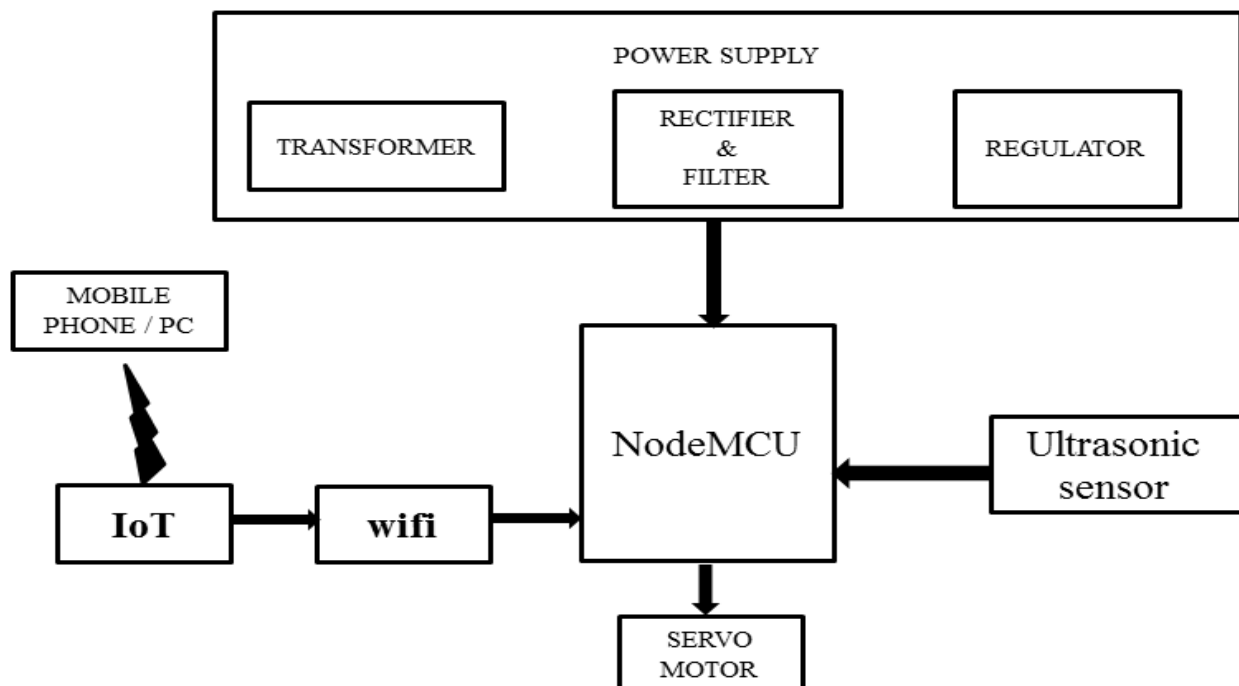 POWER SUPPLY
TRANSFORMER
RECTIFIER
&
FILTER
REGULATOR
MOBILE
PHONE / PC
NodeMCU
Ultrasonic
sensor
IoT
wifi
SERVO
MOTOR